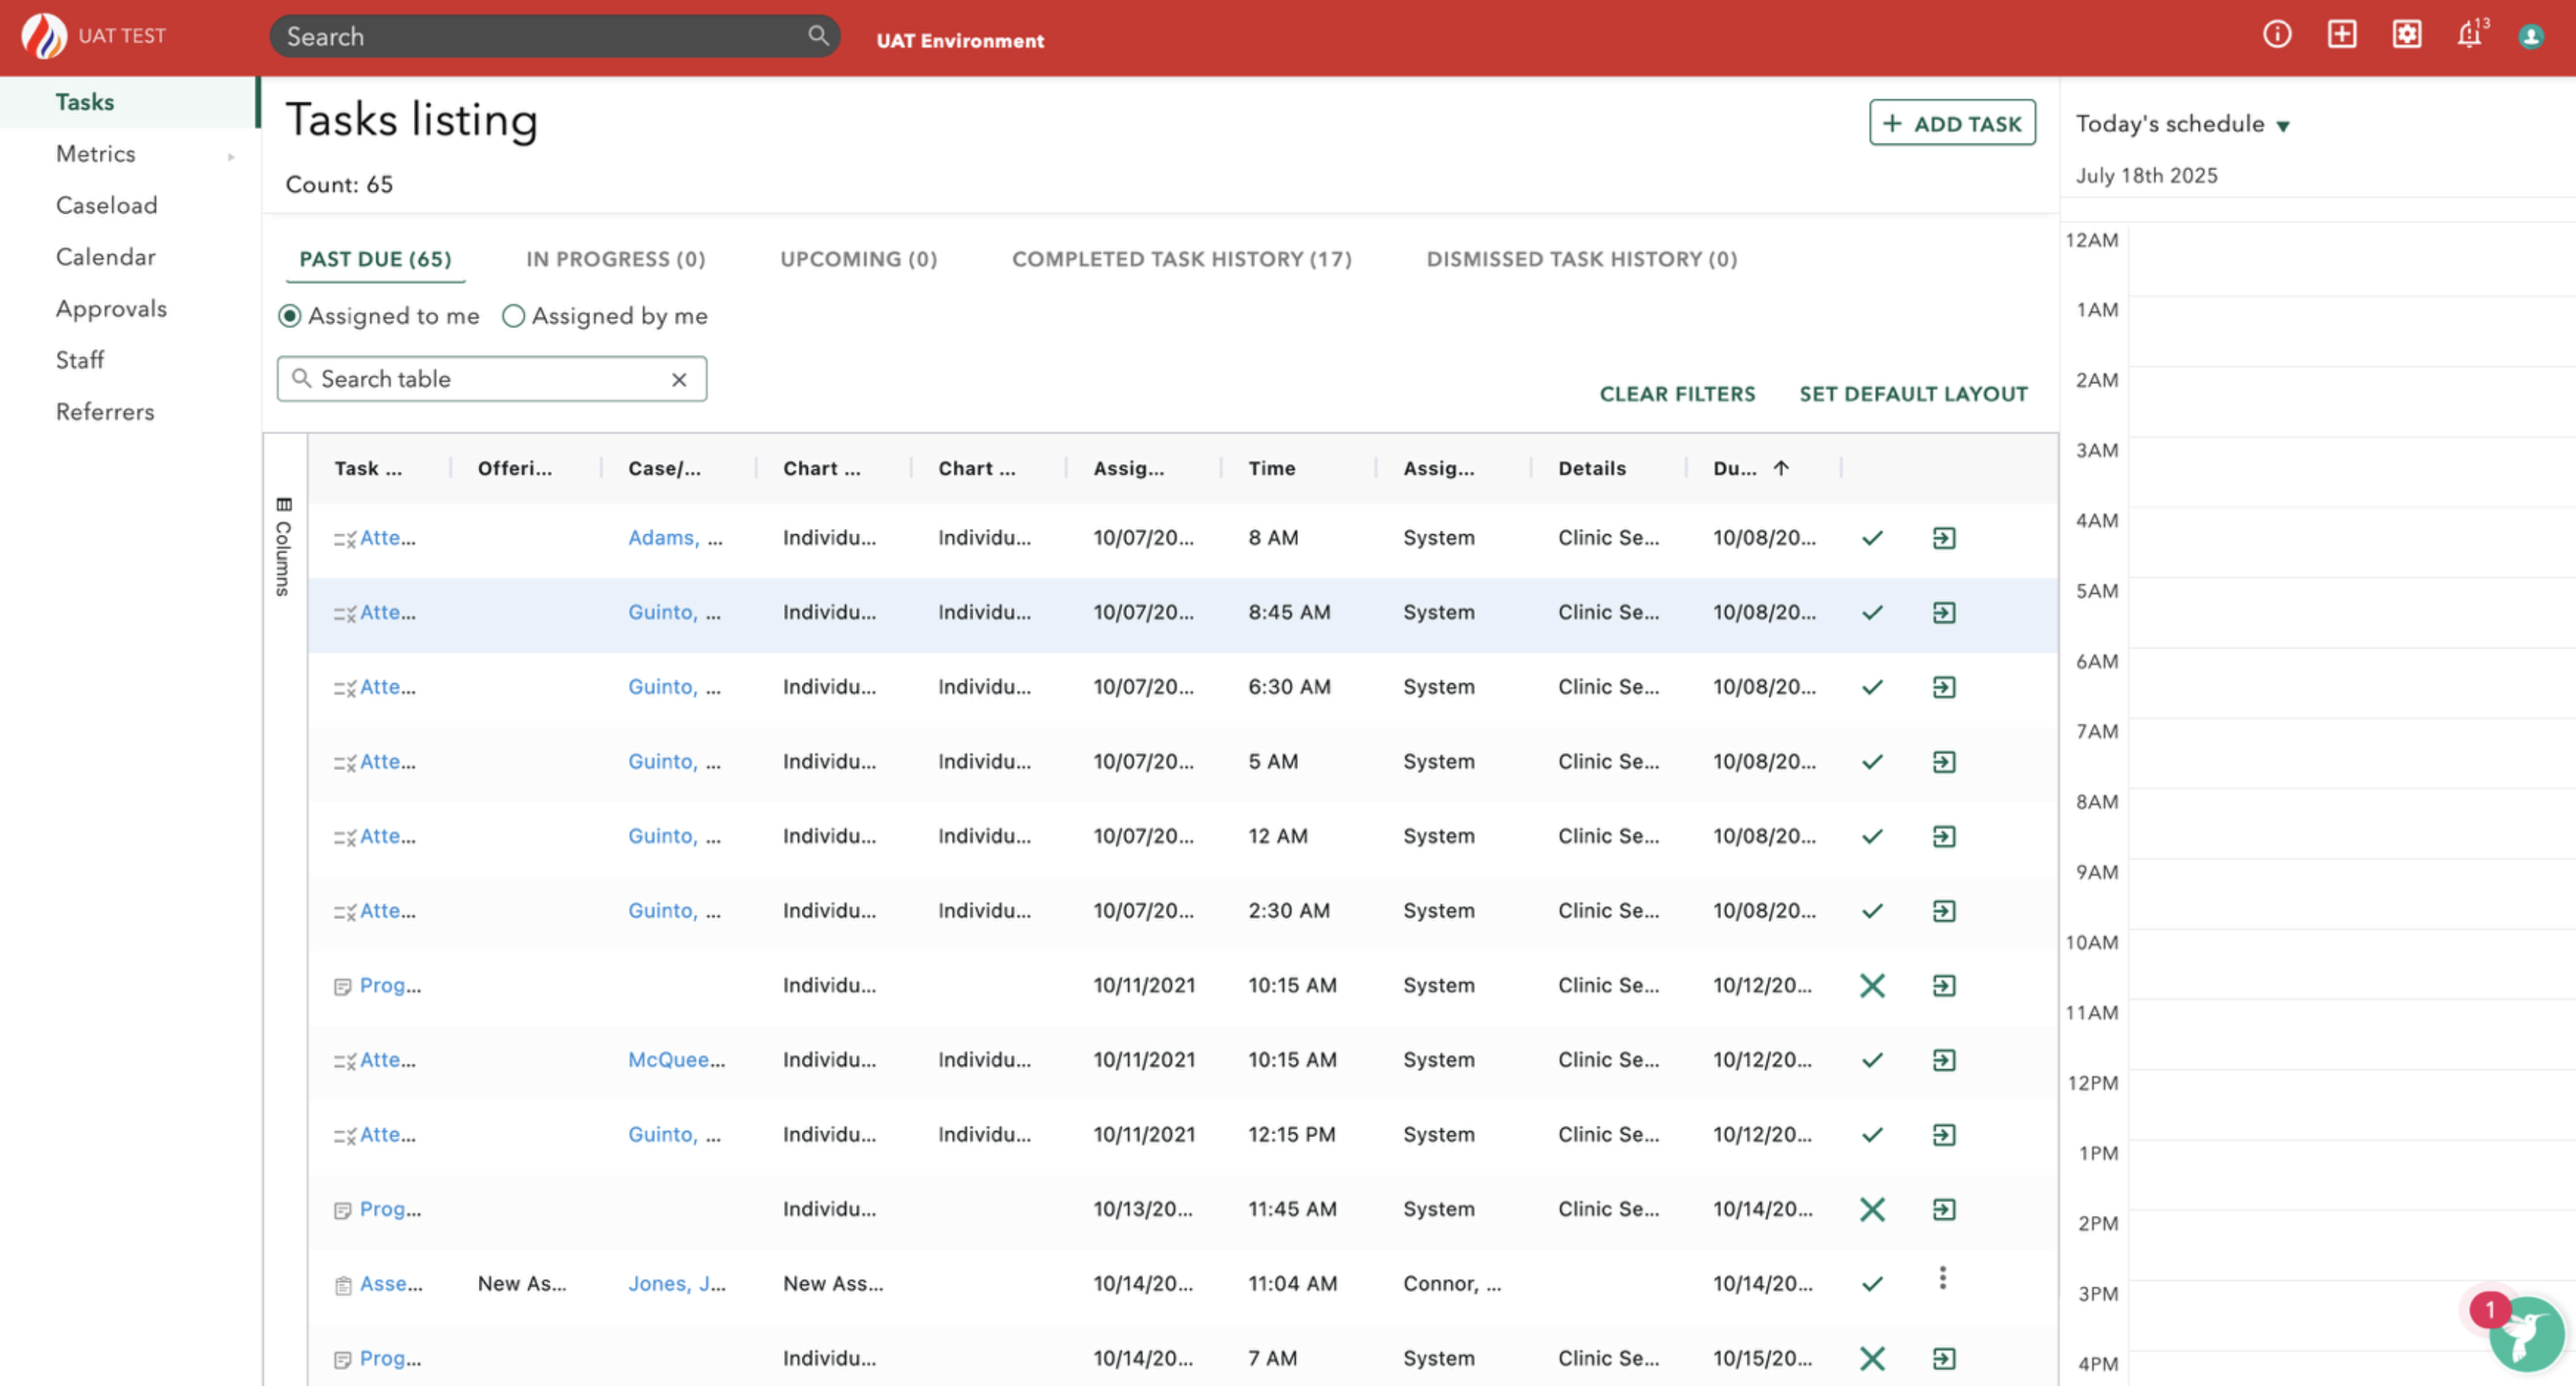 UAT TEST
Search
UAT Environment
13
Tasks
Metrics
Caseload
Calendar
Approvals
Staff
Referrers
Tasks listing
+ ADD TASK
Count: 65
PAST DUE (65) IN PROGRESS (0) UPCOMING (0) COMPLETED TASK HISTORY (17) DISMISSED TASK HISTORY (0)
Assigned to me Assigned by me
Search table
CLEAR FILTERS SET DEFAULT LAYOUT
Columns
Task ... Offeri... Case/... Chart ... Chart ... Assig... Time Assig... Details Du...
Atte... Adams, ... Individu... Individu... 10/07/20... 8 AM System Clinic Se... 10/08/20...
Atte... Guinto, ... Individu... Individu... 10/07/20... 8:45 AM System Clinic Se... 10/08/20...
Atte... Guinto, ... Individu... Individu... 10/07/20... 6:30 AM System Clinic Se... 10/08/20...
Atte... Guinto, ... Individu... Individu... 10/07/20... 5 AM System Clinic Se... 10/08/20...
Atte... Guinto, ... Individu... Individu... 10/07/20... 12 AM System Clinic Se... 10/08/20...
Atte... Guinto, ... Individu... Individu... 10/07/20... 2:30 AM System Clinic Se... 10/08/20...
Prog... Individu... 10/11/2021 10:15 AM System Clinic Se... 10/12/20...
Atte... McQuee... Individu... Individu... 10/11/2021 10:15 AM System Clinic Se... 10/12/20...
Atte... Guinto, ... Individu... Individu... 10/11/2021 12:15 PM System Clinic Se... 10/12/20...
Prog... Individu... 10/13/20... 11:45 AM System Clinic Se... 10/14/20...
Asse... New As... Jones, J... New Ass... 10/14/20... 11:04 AM Connor, ... 10/14/20...
Prog... Individu... 10/14/20... 7 AM System Clinic Se... 10/15/20...
Today's schedule
July 18th 2025
12AM
1AM
2AM
3AM
4AM
5AM
6AM
7AM
8AM
9AM
10AM
11AM
12PM
1PM
2PM
3PM
4PM
1